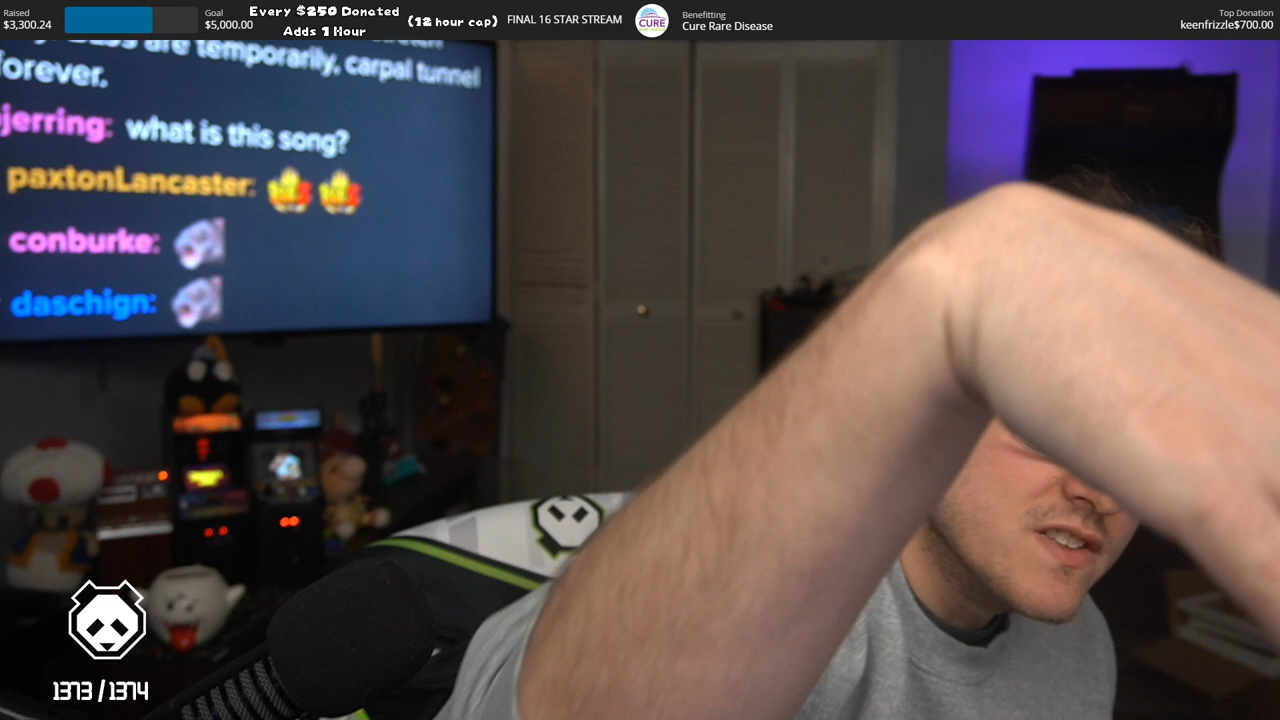 Raised
$3,300.24
Goal
$5,000.00
Every $250 Donated
Adds 1 Hour
(12 hour cap)
FINAL 16 STAR STREAM
CURE
Benefitting
Cure Rare Disease
Top Donation
keenfrizzle$700.00
are temporarily, carpal tunnel
forever.
jerring: what is this song?
paxtonLancaster:
conburke:
daschign:
1373 / 1374